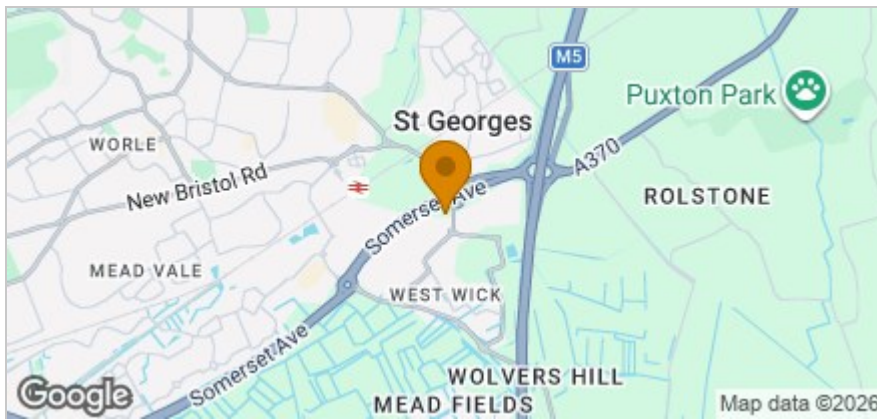 M5
Puxton Park
St Georges
WORLE
A370
New Bristol Rd
Somerset Ave
ROLSTONE
MEAD VALE
WEST WICK
Somerset Ave
WOLVERS HILL
MEAD FIELDS
Google
Map data ©2026